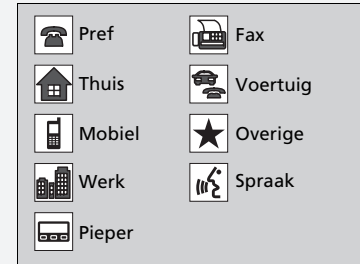 Pref
Fax
Thuis
Voertuig
Mobiel
Overige
Werk
Spraak
Pieper